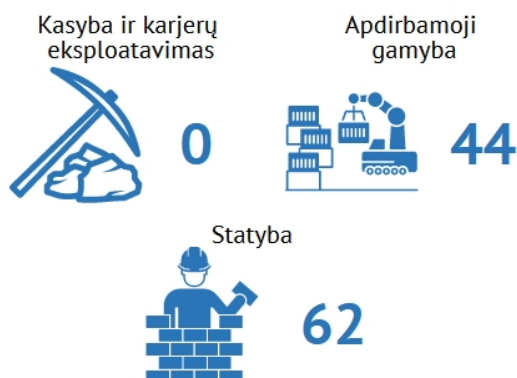 Kasyba ir karjerų
eksploatavimas
0
Apdirbamoji
gamyba
44
Statyba
62